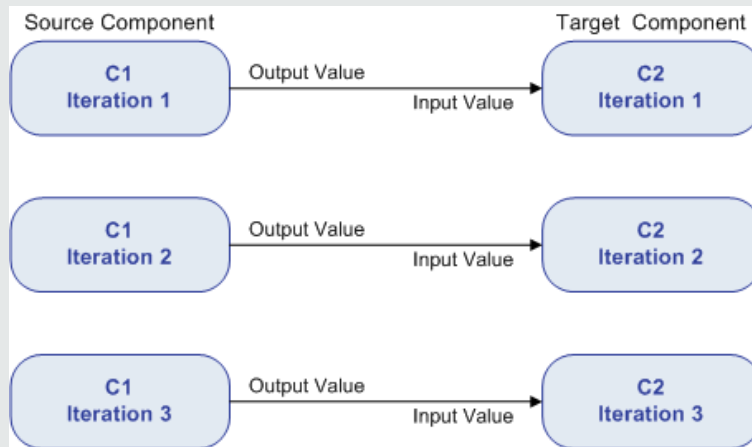 Source Component
Target Component
C1
Iteration 1
Output Value
Input Value
C2
Iteration 1
C1
Iteration 2
Output Value
Input Value
C2
Iteration 2
C1
Iteration 3
Output Value
Input Value
C2
Iteration 3